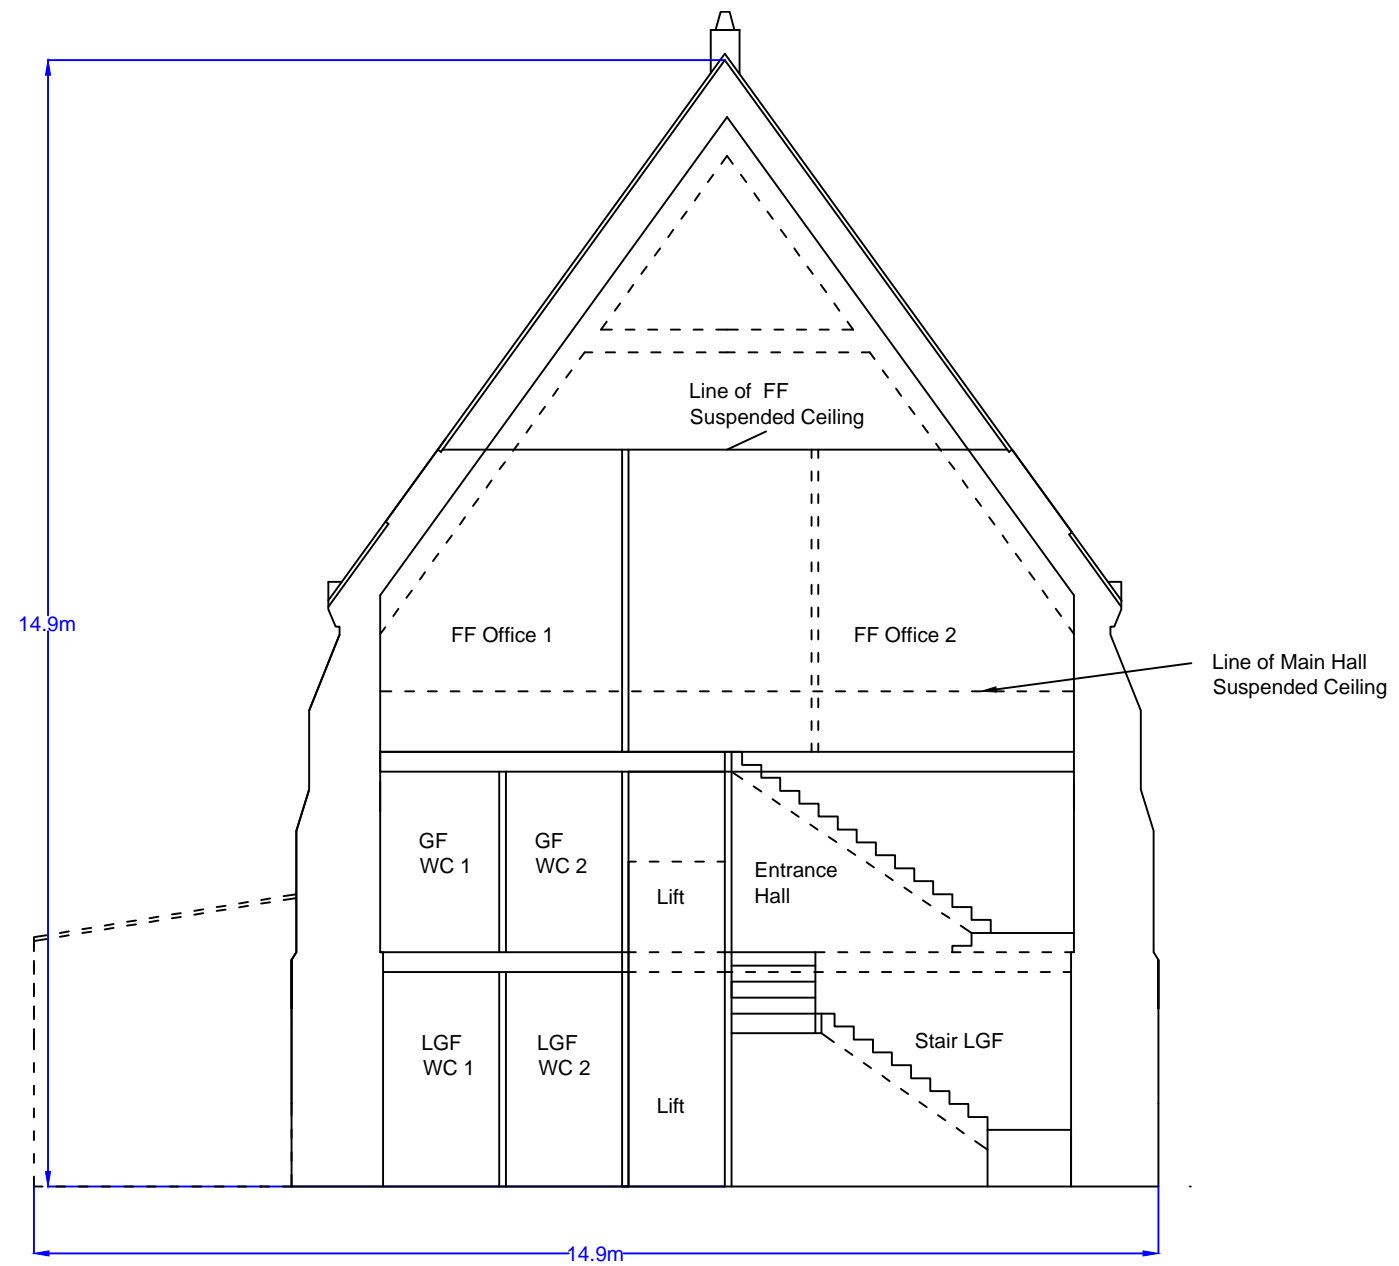 Line of  FF
Suspended Ceiling
14.9m
FF Office 1
FF Office 2
Line of Main Hall
Suspended Ceiling
GF
WC 1
GF
WC 2
Lift
Entrance
Hall
LGF
WC 1
LGF
WC 2
Stair LGF
Lift
14.9m